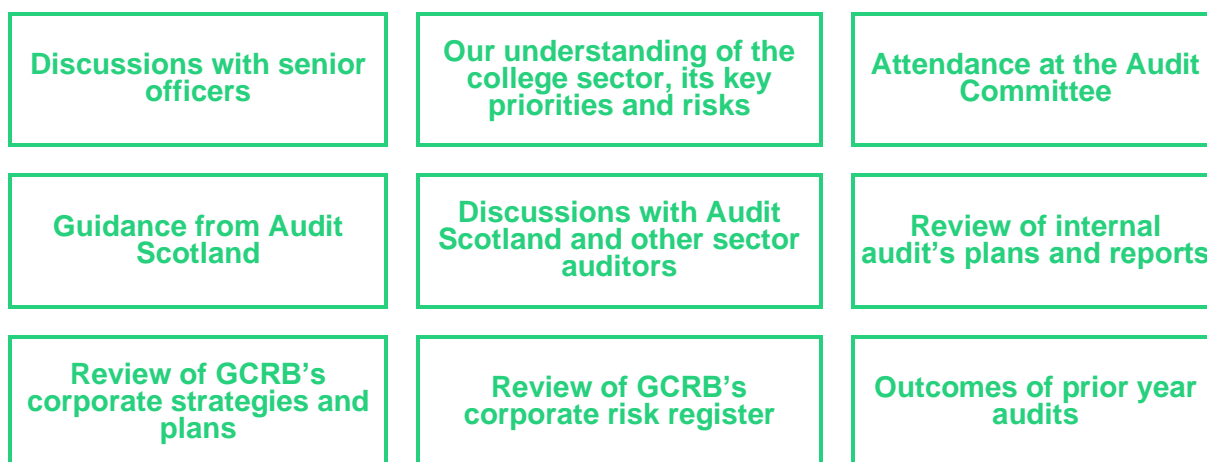 Discussions with senior
officers
Our understanding of the
college sector, its key
priorities and risks
Attendance at the Audit
Committee
Guidance from Audit
Scotland
Discussions with Audit
Scotland and other sector
auditors
Review of internal
audit’s plans and reports
Review of GCRB’s
corporate strategies and
plans
Review of GCRB’s
corporate risk register
Outcomes of prior year
audits